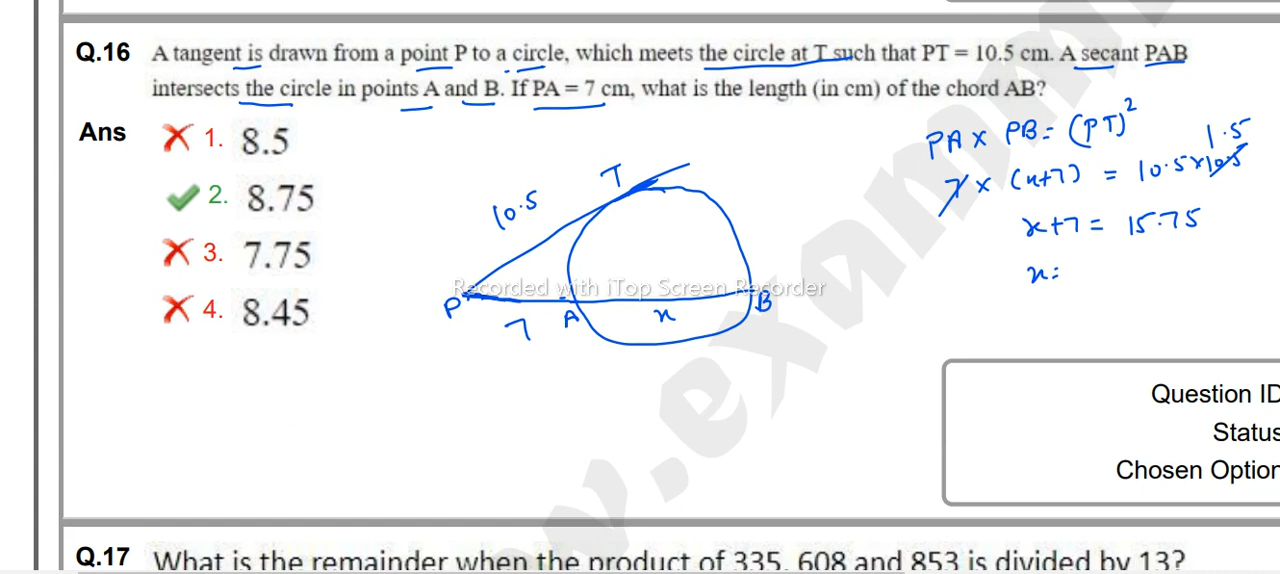 Q.16 A tangent is drawn from a point P to a circle, which meets the circle at T such that PT = 10.5 cm. A secant PAB
intersects the circle in points A and B. If PA = 7 cm, what is the length (in cm) of the chord AB?
Ans 1. 8.5
2. 8.75
3. 7.75
4. 8.45
T
10.5
P
7
A
x
B
PA x PB = (PT)²
1.5
7 x (x+7) = 10.5 x 10.5
x+7 = 15.75
x=
Recorded with iTop Screen Recorder
w.examm
Question ID
Status
Chosen Option
Q.17 What is the remainder when the product of 335, 608 and 853 is divided by 13?